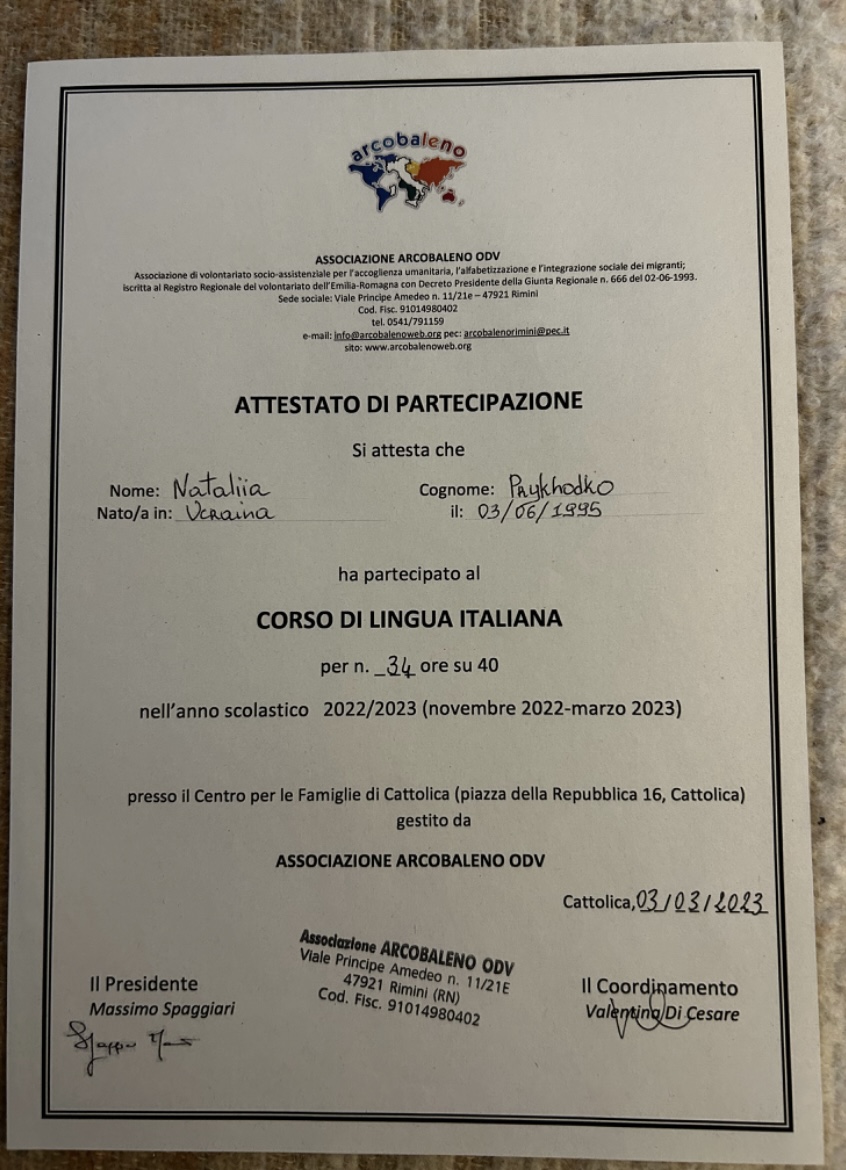 arcobaleno
ASSOCIAZIONE ARCOBALENO ODV
Associazione di volontariato socio-assistenziale per l'accoglienza umanitaria, l'alfabetizzazione e l'integrazione sociale dei migranti;
iscritta al Registro Regionale del volontariato dell'Emilia-Romagna con Decreto Presidente della Giunta Regionale n. 666 del 02-06-1993.
Sede sociale: Viale Principe Amedeo n. 11/21e – 47921 Rimini
Cod. Fisc. 91014980402
tel. 0541/791159
e-mail: info@arcobalenoweb.org pec: arcobalenorimini@pec.it
sito: www.arcobalenoweb.org
ATTESTATO DI PARTECIPAZIONE
Si attesta che
Nome: Nataliia Cognome: Prykhodko
Nato/a in: Ucraina il: 03/06/1995
ha partecipato al
CORSO DI LINGUA ITALIANA
per n. 34 ore su 40
nell'anno scolastico 2022/2023 (novembre 2022-marzo 2023)
presso il Centro per le Famiglie di Cattolica (piazza della Repubblica 16, Cattolica)
gestito da
ASSOCIAZIONE ARCOBALENO ODV
Cattolica, 03/03/2023
Associazione ARCOBALENO ODV
Viale Principe Amedeo n. 11/21E
47921 Rimini (RN)
Cod. Fisc. 91014980402
Il Presidente
Massimo Spaggiari
Il Coordinamento
Valentina Di Cesare